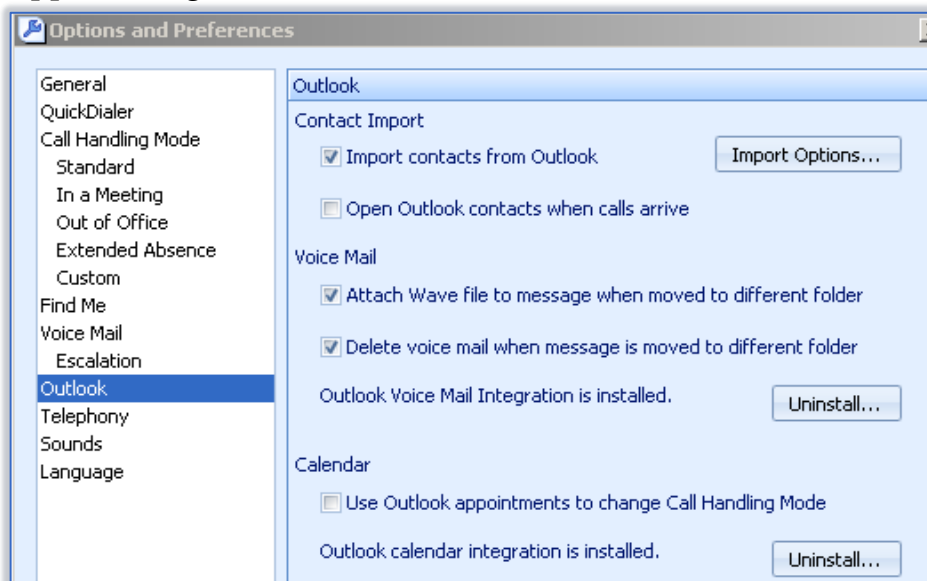 Options and Preferences
General
QuickDialer
Call Handling Mode
Standard
In a Meeting
Out of Office
Extended Absence
Custom
Find Me
Voice Mail
Escalation
Outlook
Telephony
Sounds
Language
Outlook
Contact Import
Import contacts from Outlook
Import Options...
Open Outlook contacts when calls arrive
Voice Mail
Attach Wave file to message when moved to different folder
Delete voice mail when message is moved to different folder
Outlook Voice Mail Integration is installed.
Uninstall...
Calendar
Use Outlook appointments to change Call Handling Mode
Outlook calendar integration is installed.
Uninstall...